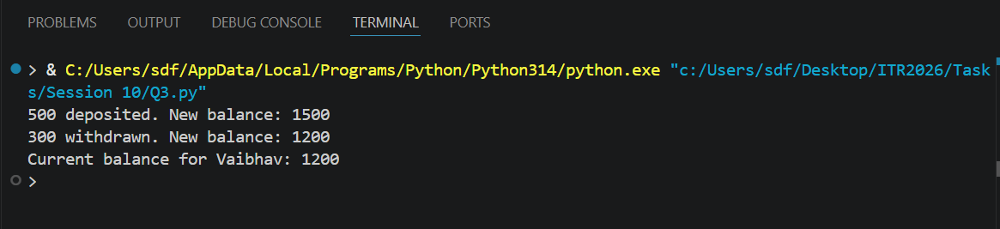 PROBLEMS OUTPUT DEBUG CONSOLE TERMINAL PORTS
> & C:/Users/sdf/AppData/Local/Programs/Python/Python314/python.exe "c:/Users/sdf/Desktop/ITR2026/Task
s/Session 10/Q3.py"
500 deposited. New balance: 1500
300 withdrawn. New balance: 1200
Current balance for Vaibhav: 1200
>